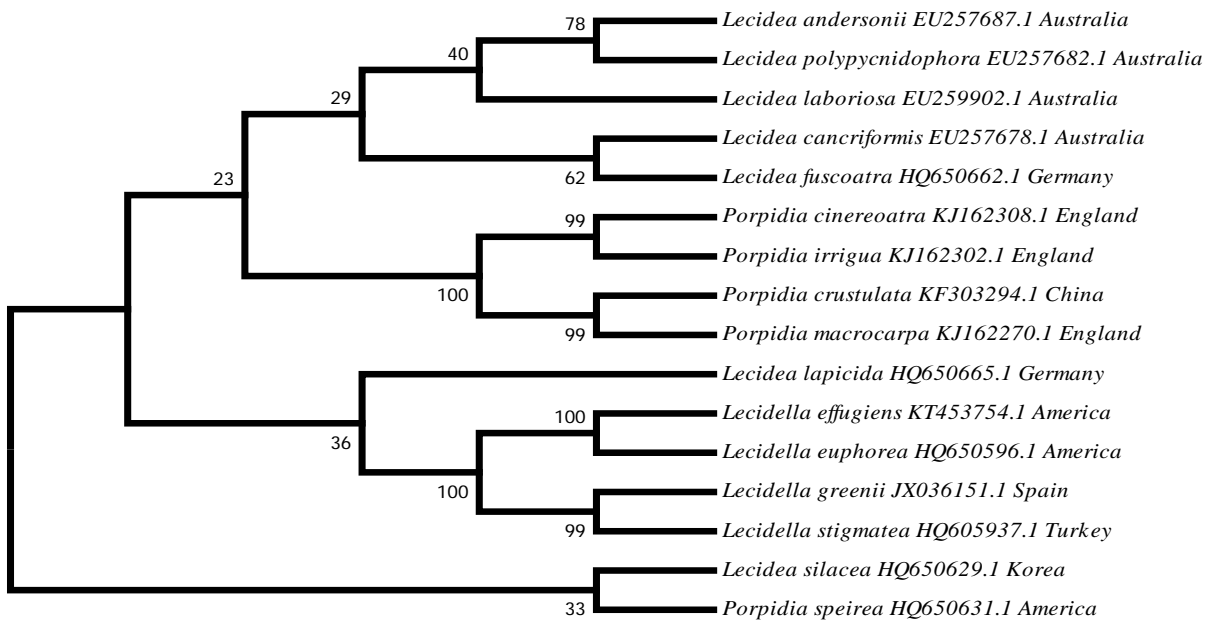 78
Lecidea andersonii EU257687.1 Australia
40
Lecidea polypycnidophora EU257682.1 Australia
29
Lecidea laboriosa EU259902.1 Australia
Lecidea cancriformis EU257678.1 Australia
23
62
Lecidea fuscoatra HQ650662.1 Germany
99
Porpidia cinereoatra KJ162308.1 England
Porpidia irrigua KJ162302.1 England
100
Porpidia crustulata KF303294.1 China
99
Porpidia macrocarpa KJ162270.1 England
Lecidea lapicida HQ650665.1 Germany
100
Lecidella effugiens KT453754.1 America
36
Lecidella euphorea HQ650596.1 America
100
Lecidella greenii JX036151.1 Spain
99
Lecidella stigmatea HQ605937.1 Turkey
Lecidea silacea HQ650629.1 Korea
33
Porpidia speirea HQ650631.1 America